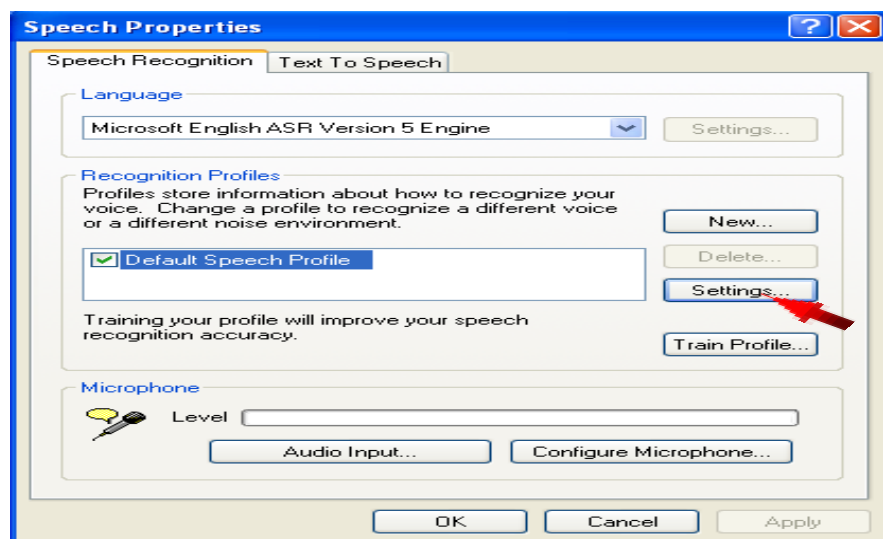 Speech Properties
Speech Recognition
Text To Speech
Language
Microsoft English ASR Version 5 Engine
Settings...
Recognition Profiles
Profiles store information about how to recognize your
voice. Change a profile to recognize a different voice
or a different noise environment.
New...
Default Speech Profile
Delete...
Settings...
Training your profile will improve your speech
recognition accuracy.
Train Profile...
Microphone
Level
Audio Input...
Configure Microphone...
OK
Cancel
Apply